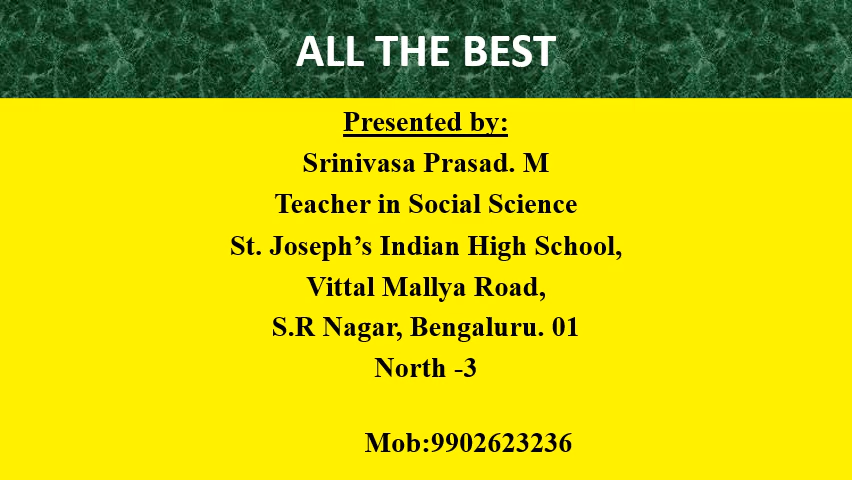 ALL THE BEST
Presented by:
Srinivasa Prasad. M
Teacher in Social Science
St. Joseph’s Indian High School,
Vittal Mallya Road,
S.R Nagar, Bengaluru. 01
North -3
Mob:9902623236